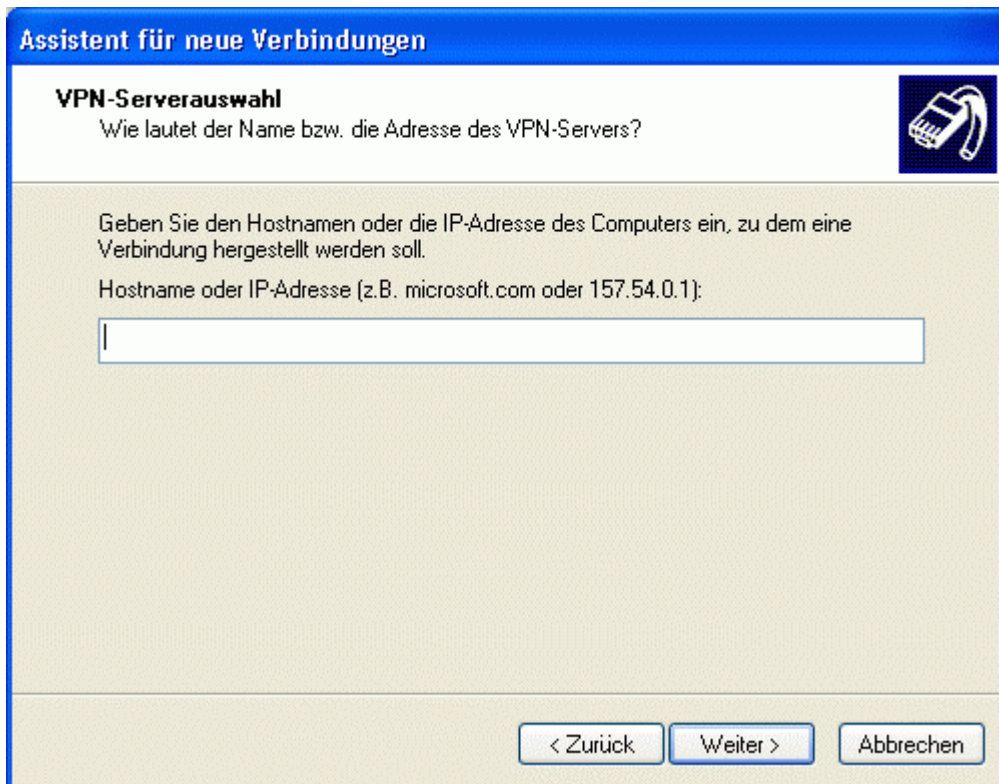 Assistent für neue Verbindungen
VPN-Serverauswahl
Wie lautet der Name bzw. die Adresse des VPN-Servers?
Geben Sie den Hostnamen oder die IP-Adresse des Computers ein, zu dem eine
Verbindung hergestellt werden soll.
Hostname oder IP-Adresse (z.B. microsoft.com oder 157.54.0.1):
< Zurück Weiter > Abbrechen